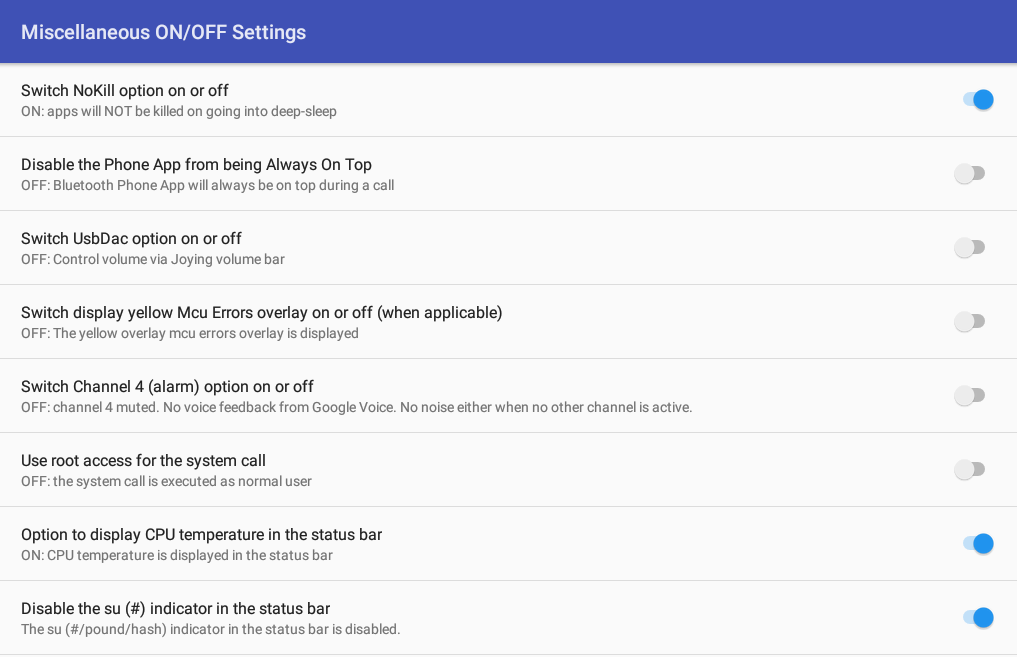 Miscellaneous ON/OFF Settings
Switch NoKill option on or off
ON: apps will NOT be killed on going into deep-sleep
Disable the Phone App from being Always On Top
OFF: Bluetooth Phone App will always be on top during a call
Switch UsbDac option on or off
OFF: Control volume via Joying volume bar
Switch display yellow Mcu Errors overlay on or off (when applicable)
OFF: The yellow overlay mcu errors overlay is displayed
Switch Channel 4 (alarm) option on or off
OFF: channel 4 muted. No voice feedback from Google Voice. No noise either when no other channel is active.
Use root access for the system call
OFF: the system call is executed as normal user
Option to display CPU temperature in the status bar
ON: CPU temperature is displayed in the status bar
Disable the su (#) indicator in the status bar
The su (#/pound/hash) indicator in the status bar is disabled.